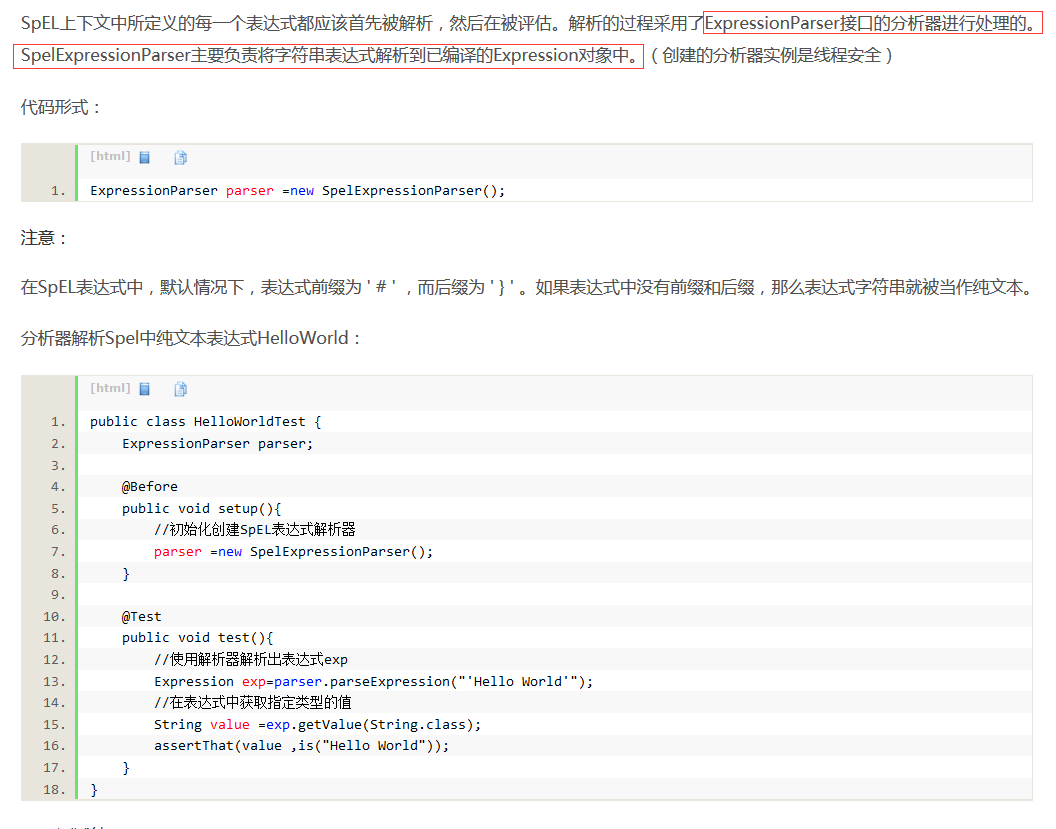 SpEL上下文中所定义的每一个表达式都应该首先被解析，然后在被评估。解析的过程采用了ExpressionParser接口的分析器进行处理的。
SpelExpressionParser主要负责将字符串表达式解析到已编译的Expression对象中。（创建的分析器实例是线程安全）
代码形式：
[html]
1. ExpressionParser parser =new SpelExpressionParser();
注意：
在SpEL表达式中，默认情况下，表达式前缀为 ' # ' ，而后缀为 ' } ' 。如果表达式中没有前缀和后缀，那么表达式字符串就被当作纯文本。
分析器解析Spel中纯文本表达式HelloWorld：
[html]
1. public class HelloWorldTest {
2. ExpressionParser parser;
3.
4. @Before
5. public void setup(){
6. //初始化创建SpEL表达式解析器
7. parser =new SpelExpressionParser();
8. }
9.
10. @Test
11. public void test(){
12. //使用解析器解析出表达式exp
13. Expression exp=parser.parseExpression("'Hello World'");
14. //在表达式中获取指定类型的值
15. String value =exp.getValue(String.class);
16. assertThat(value ,is("Hello World"));
17. }
18. }